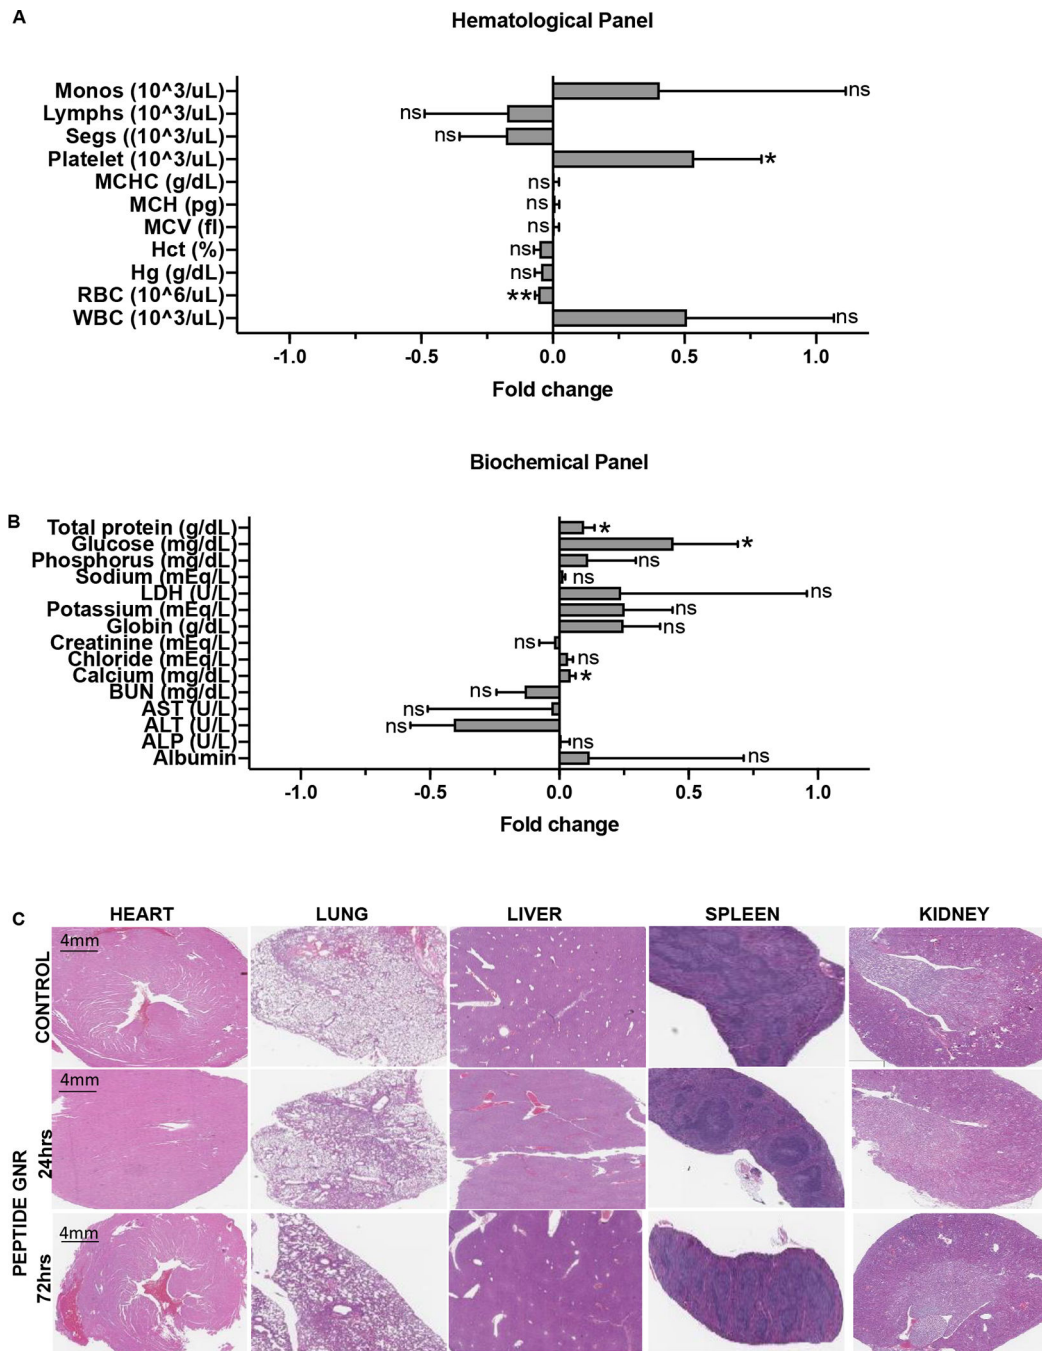 A
Hematological Panel
Monos (10^3/uL)
ns
Lymphs (10^3/uL)
ns
Segs ((10^3/uL)
ns
Platelet (10^3/uL)
*
MCHC (g/dL)
ns
MCH (pg)
ns
MCV (fl)
ns
Hct (%)
ns
Hg (g/dL)
ns
RBC (10^6/uL)
**
WBC (10^3/uL)
ns
-1.0 -0.5 0.0 0.5 1.0
Fold change
Biochemical Panel
B
Total protein (g/dL)
*
Glucose (mg/dL)
*
Phosphorus (mg/dL)
ns
Sodium (mEq/L)
ns
LDH (U/L)
ns
Potassium (mEq/L)
ns
Globin (g/dL)
ns
Creatinine (mEq/L)
ns
Chloride (mEq/L)
ns
Calcium (mg/dL)
*
BUN (mg/dL)
ns
AST (U/L)
ns
ALT (U/L)
ns
ALP (U/L)
ns
Albumin
ns
-1.0 -0.5 0.0 0.5 1.0
Fold change
C
HEART LUNG LIVER SPLEEN KIDNEY
CONTROL
4mm
PEPTIDE GNR
24hrs
4mm
72hrs
4mm